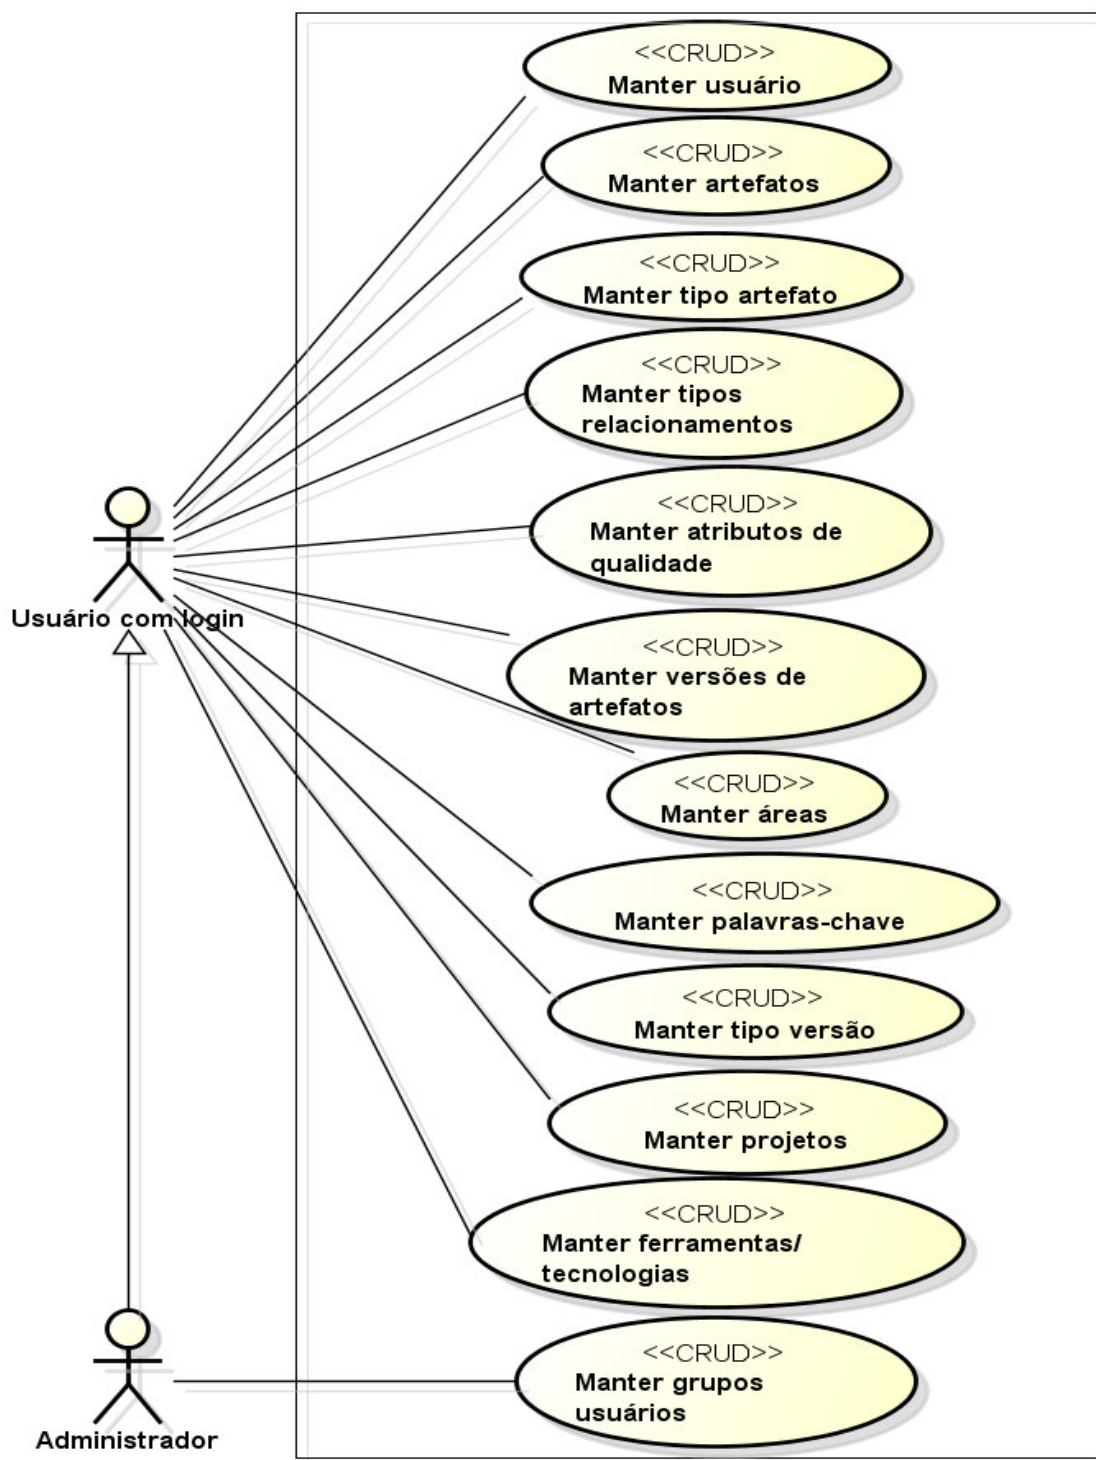 <<CRUD>>
Manter usuário
<<CRUD>>
Manter artefatos
<<CRUD>>
Manter tipo artefato
<<CRUD>>
Manter tipos
relacionamentos
<<CRUD>>
Manter atributos de
qualidade
Usuário com login
<<CRUD>>
Manter versões de
artefatos
<<CRUD>>
Manter áreas
<<CRUD>>
Manter palavras-chave
<<CRUD>>
Manter tipo versão
<<CRUD>>
Manter projetos
<<CRUD>>
Manter ferramentas/
tecnologias
<<CRUD>>
Manter grupos
usuários
Administrador